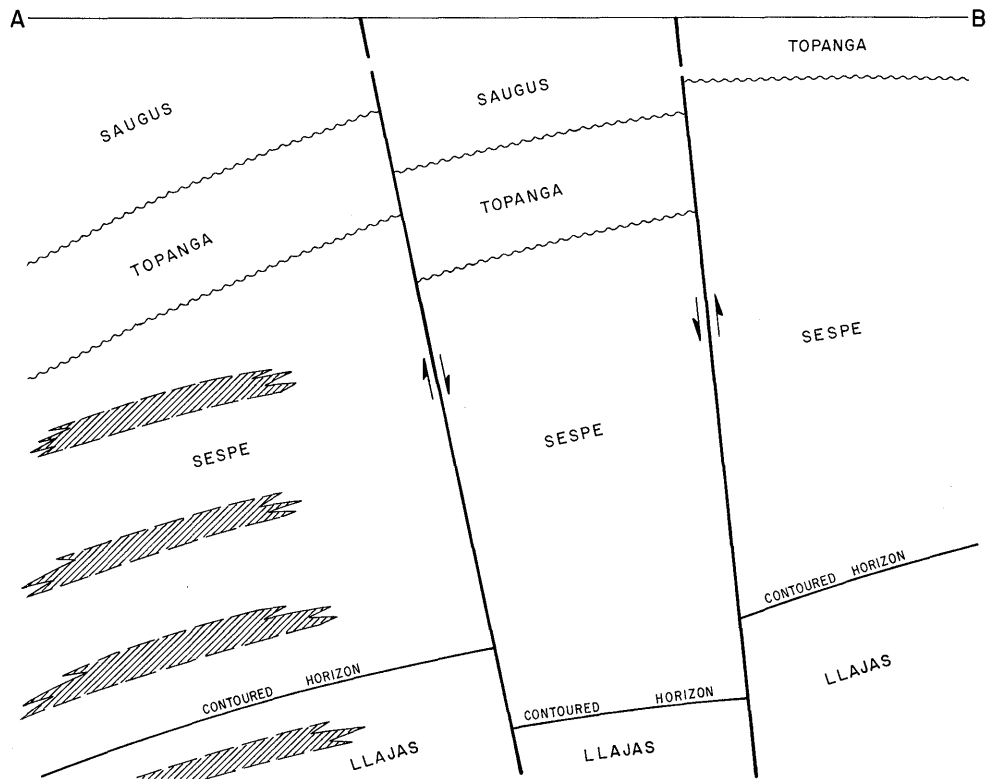 A
B
TOPANGA
SAUGUS
SAUGUS
TOPANGA
TOPANGA
SESPE
SESPE
SESPE
CONTOURED HORIZON
CONTOURED HORIZON
CONTOURED HORIZON
LLAJAS
LLAJAS
LLAJAS